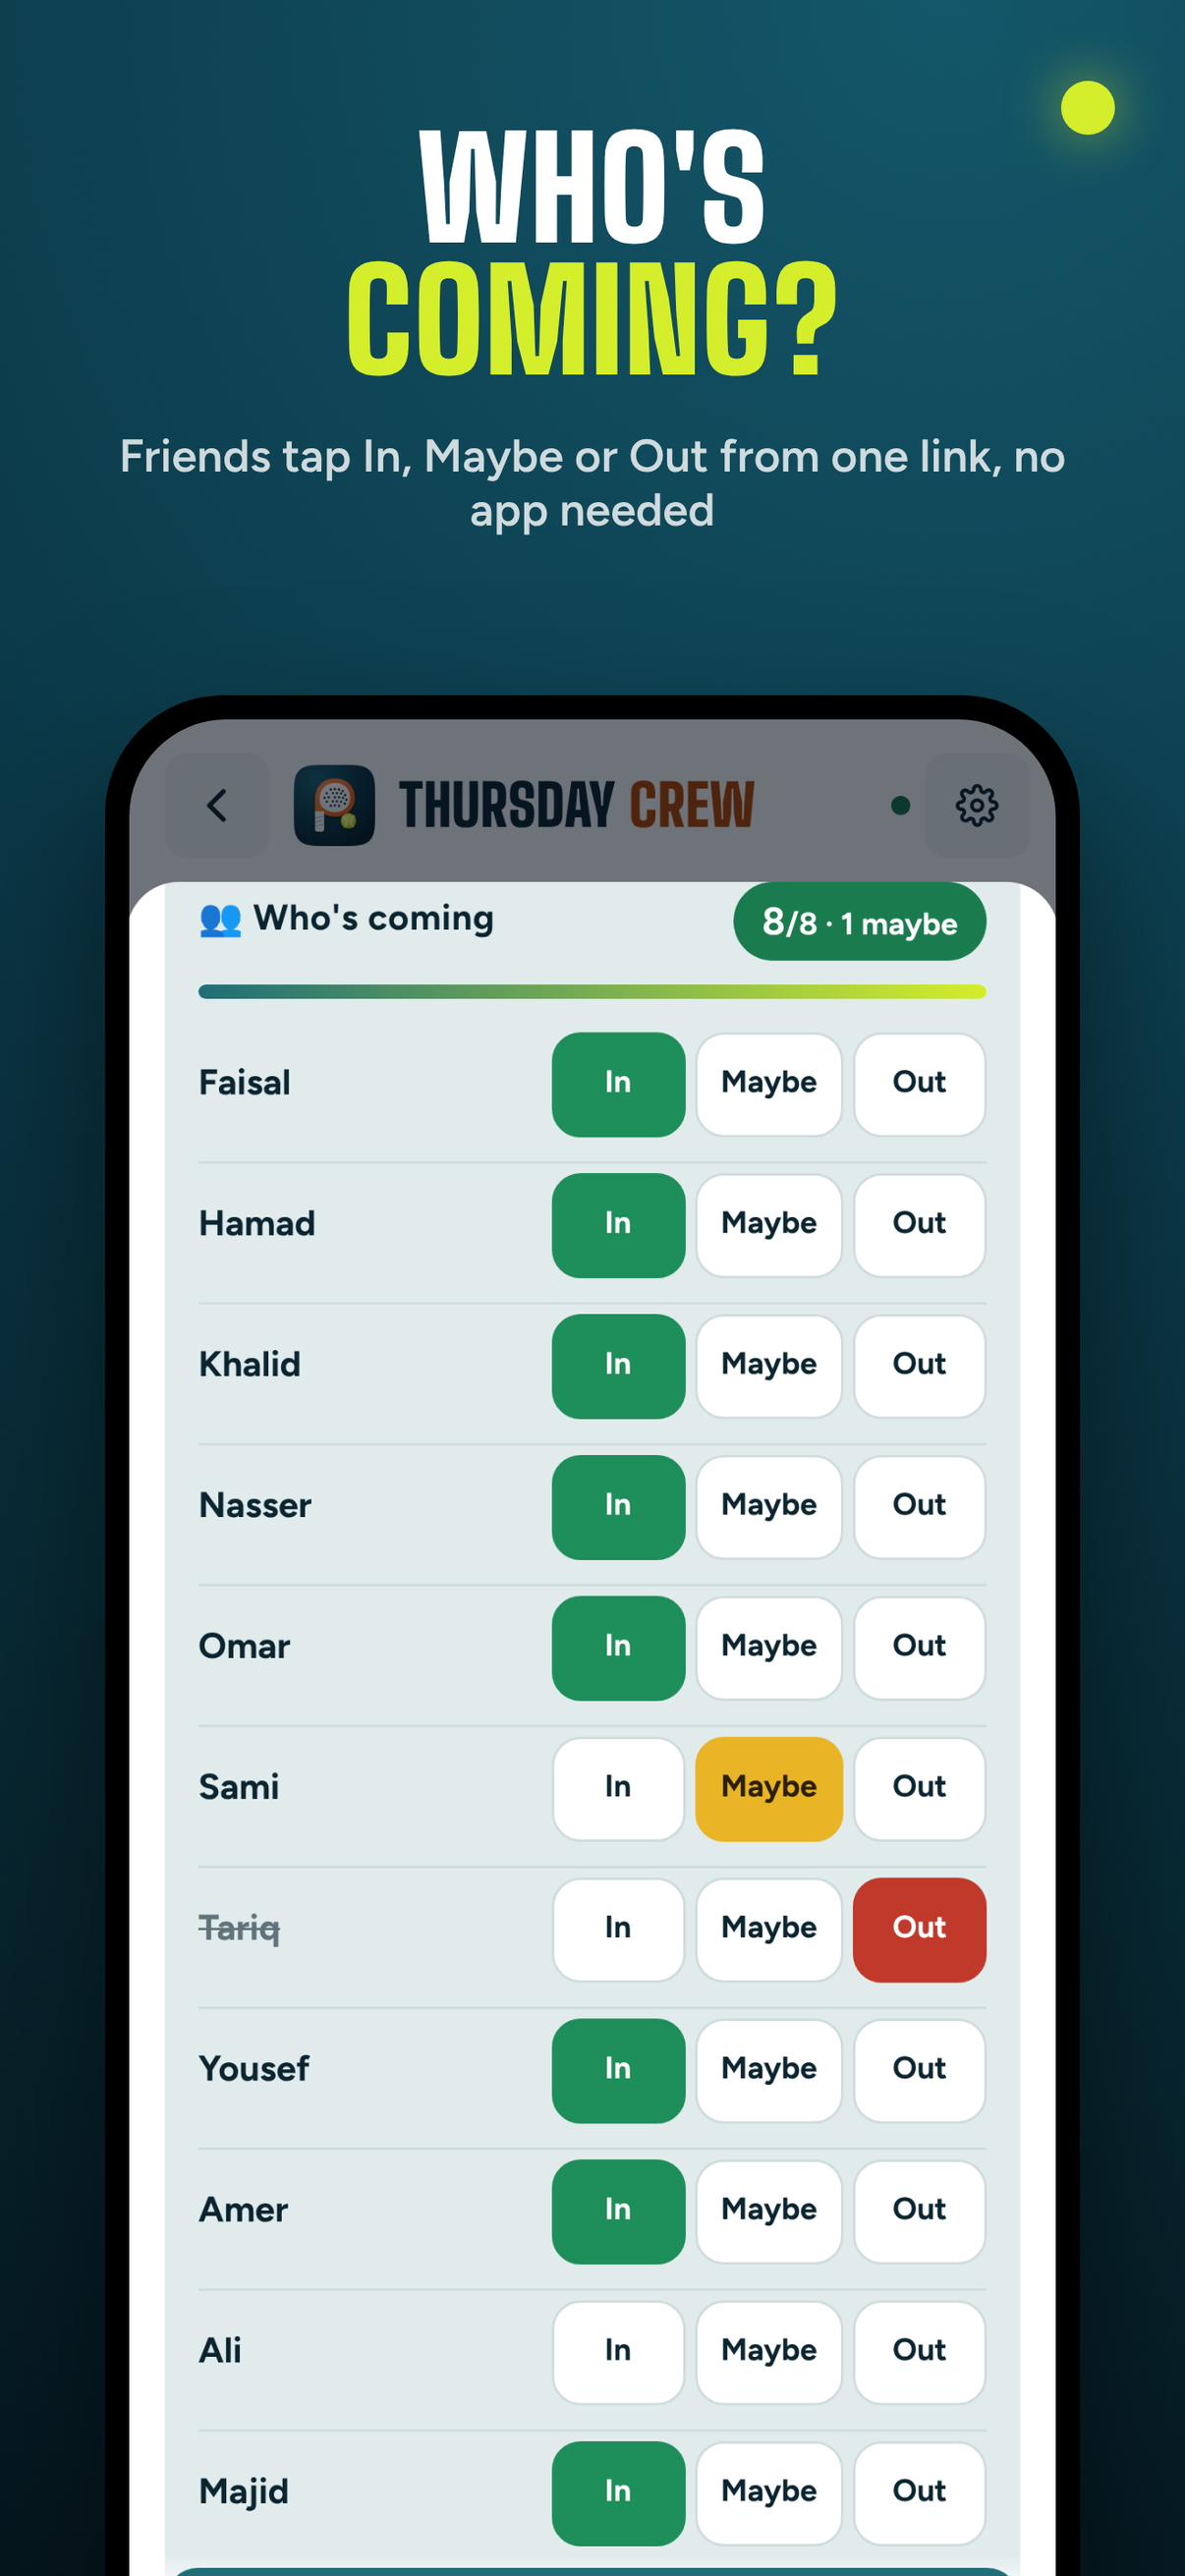 WHO'S
COMING?
Friends tap In, Maybe or Out from one link, no
app needed
THURSDAY CREW
👥 Who's coming 8/8 · 1 maybe
Faisal In Maybe Out
Hamad In Maybe Out
Khalid In Maybe Out
Nasser In Maybe Out
Omar In Maybe Out
Sami In Maybe Out
Tariq In Maybe Out
Yousef In Maybe Out
Amer In Maybe Out
Ali In Maybe Out
Majid In Maybe Out